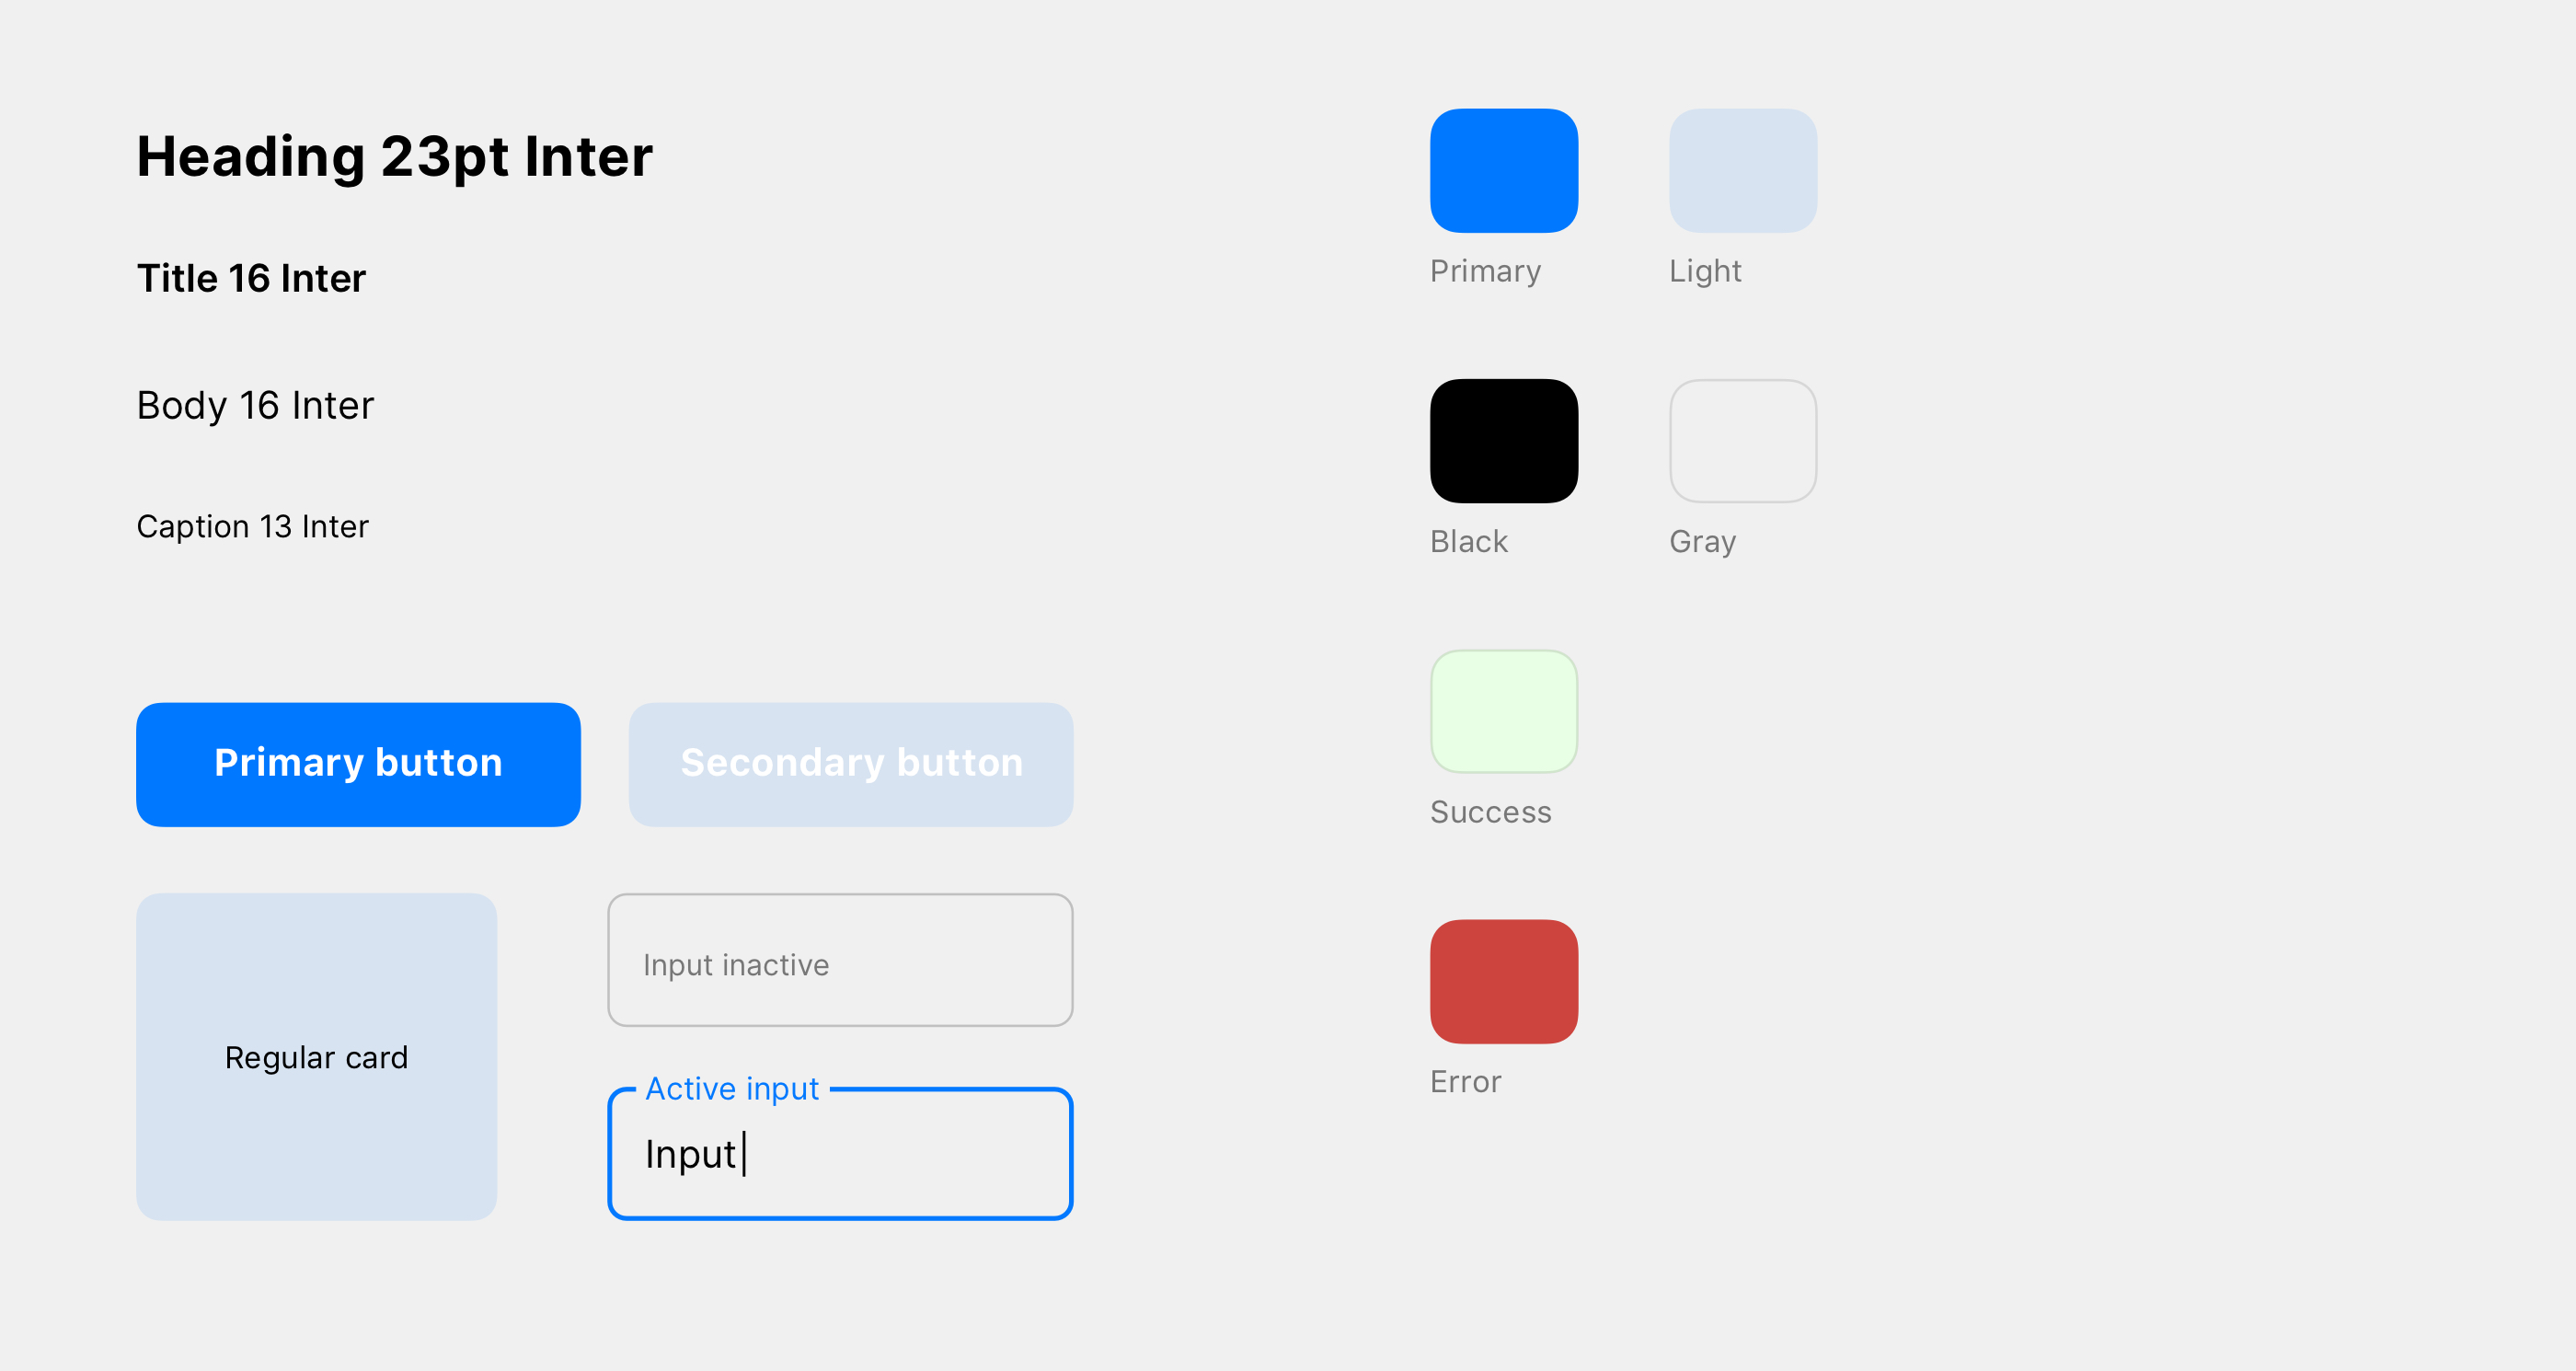 Heading 23pt Inter
Title 16 Inter
Body 16 Inter
Caption 13 Inter
Primary button
Secondary button
Regular card
Input inactive
Active input
Input
Primary
Light
Black
Gray
Success
Error